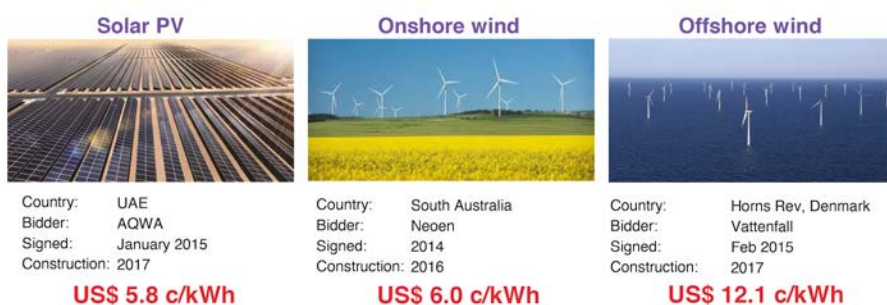 Solar PV
Country: UAE
Bidder: AQWA
Signed: January 2015
Construction: 2017
US$ 5.8 c/kWh
Onshore wind
Country: South Australia
Bidder: Neoen
Signed: 2014
Construction: 2016
US$ 6.0 c/kWh
Offshore wind
Country: Horns Rev, Denmark
Bidder: Vattenfall
Signed: Feb 2015
Construction: 2017
US$ 12.1 c/kWh